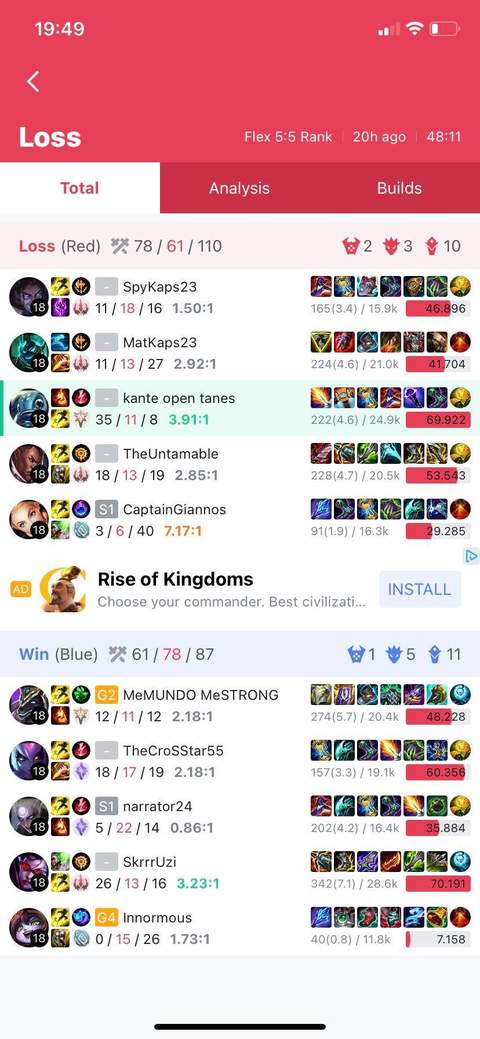 19:49
Loss
Flex 5:5 Rank | 20h ago | 48:11
Total Analysis Builds
Loss (Red) 78 / 61 / 110 2 3 10
18 - SpyKaps23
11 / 18 / 16 1.50:1 165(3.4) / 15.9k 46.896
18 - MatKaps23
11 / 13 / 27 2.92:1 224(4.6) / 21.0k 41.704
18 - kante open tanes
35 / 11 / 8 3.91:1 222(4.6) / 24.9k 69.922
18 - TheUntamable
18 / 13 / 19 2.85:1 228(4.7) / 20.5k 53.543
18 S1 CaptainGiannos
3 / 6 / 40 7.17:1 91(1.9) / 16.3k 29.285
AD Rise of Kingdoms
Choose your commander. Best civilizati...
INSTALL
Win (Blue) 61 / 78 / 87 1 5 11
18 G2 MeMUNDO MeSTRONG
12 / 11 / 12 2.18:1 274(5.7) / 20.4k 48.228
18 - TheCroSStar55
18 / 17 / 19 2.18:1 157(3.3) / 19.1k 60.356
18 S1 narrator24
5 / 22 / 14 0.86:1 202(4.2) / 16.4k 35.884
18 - SkrrrUzi
26 / 13 / 16 3.23:1 342(7.1) / 28.6k 70.191
18 G4 Innormous
0 / 15 / 26 1.73:1 40(0.8) / 11.8k 7.158